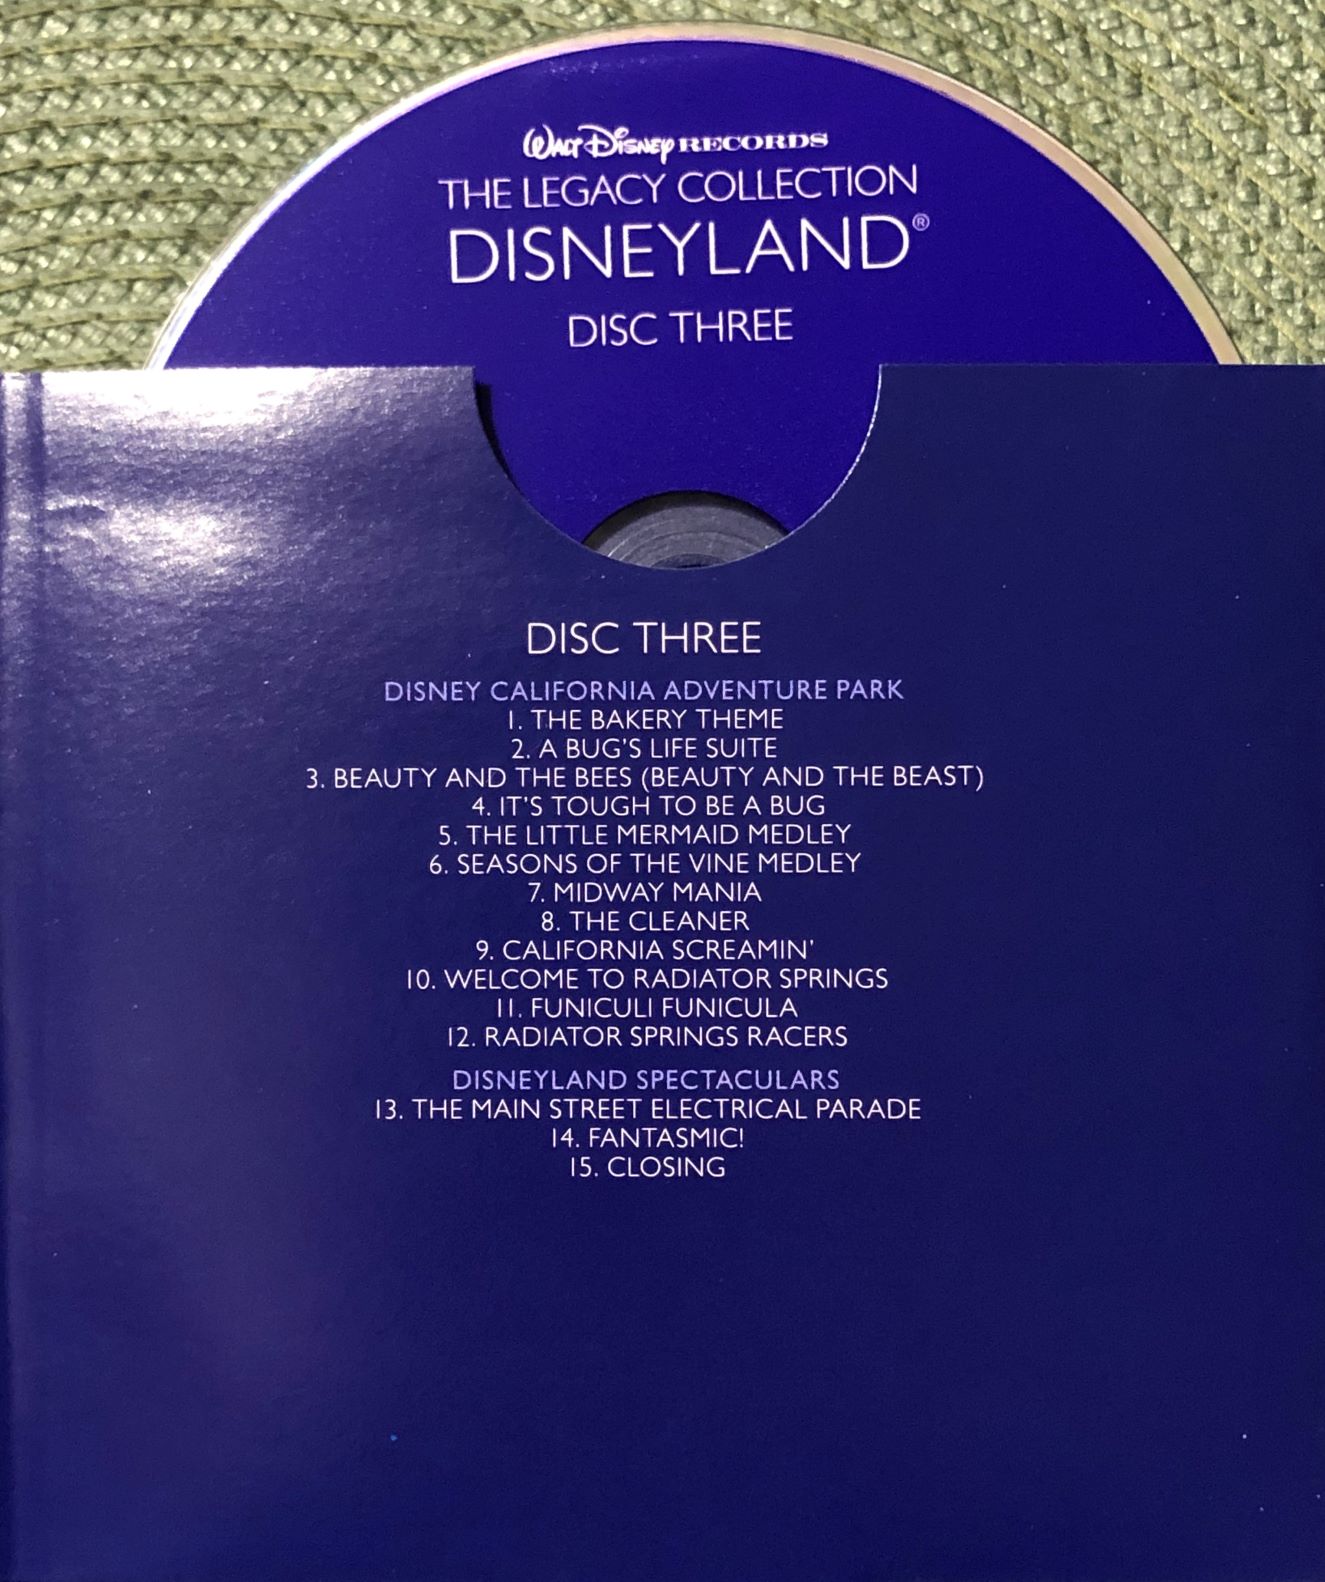 WALT DISNEY RECORDS
THE LEGACY COLLECTION
DISNEYLAND®
DISC THREE
DISC THREE
DISNEY CALIFORNIA ADVENTURE PARK
1. THE BAKERY THEME
2. A BUG'S LIFE SUITE
3. BEAUTY AND THE BEES (BEAUTY AND THE BEAST)
4. IT'S TOUGH TO BE A BUG
5. THE LITTLE MERMAID MEDLEY
6. SEASONS OF THE VINE MEDLEY
7. MIDWAY MANIA
8. THE CLEANER
9. CALIFORNIA SCREAMIN'
10. WELCOME TO RADIATOR SPRINGS
11. FUNICULI FUNICULA
12. RADIATOR SPRINGS RACERS
DISNEYLAND SPECTACULARS
13. THE MAIN STREET ELECTRICAL PARADE
14. FANTASMIC!
15. CLOSING